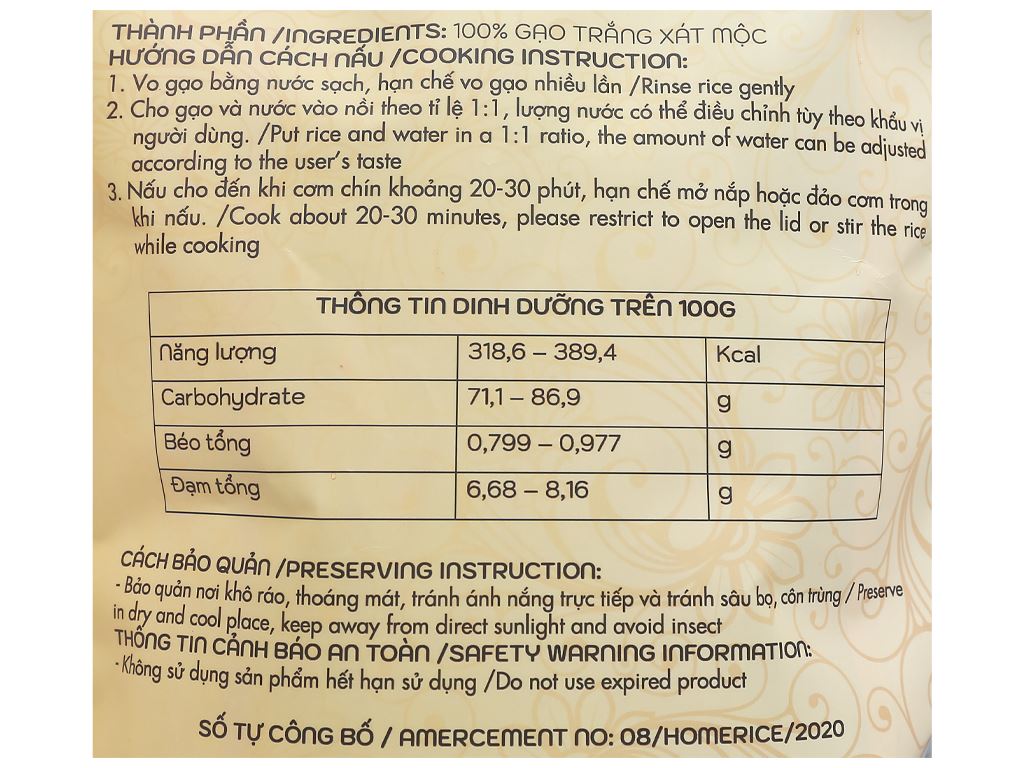 THÀNH PHẦN /INGREDIENTS: 100% GẠO TRẮNG XÁT MỘC
HƯỚNG DẪN CÁCH NẤU /COOKING INSTRUCTION:
1. Vo gạo bằng nước sạch, hạn chế vo gạo nhiều lần /Rinse rice gently
2. Cho gạo và nước vào nồi theo tỉ lệ 1:1, lượng nước có thể điều chỉnh tùy theo khẩu vị
người dùng. /Put rice and water in a 1:1 ratio, the amount of water can be adjusted
according to the user's taste
3. Nấu cho đến khi cơm chín khoảng 20-30 phút, hạn chế mở nắp hoặc đảo cơm trong
khi nấu. /Cook about 20-30 minutes, please restrict to open the lid or stir the rice
while cooking
THÔNG TIN DINH DƯỠNG TRÊN 100G
Năng lượng 318,6 – 389,4 Kcal
Carbohydrate 71,1 – 86,9 g
Béo tổng 0,799 – 0,977 g
Đạm tổng 6,68 – 8,16 g
CÁCH BẢO QUẢN /PRESERVING INSTRUCTION:
- Bảo quản nơi khô ráo, thoáng mát, tránh ánh nắng trực tiếp và tránh sâu bọ, côn trùng / Preserve
in dry and cool place, keep away from direct sunlight and avoid insect
THÔNG TIN CẢNH BÁO AN TOÀN /SAFETY WARNING INFORMATION:
- Không sử dụng sản phẩm hết hạn sử dụng /Do not use expired product
SỐ TỰ CÔNG BỐ / AMERCEMENT NO: 08/HOMERICE/2020